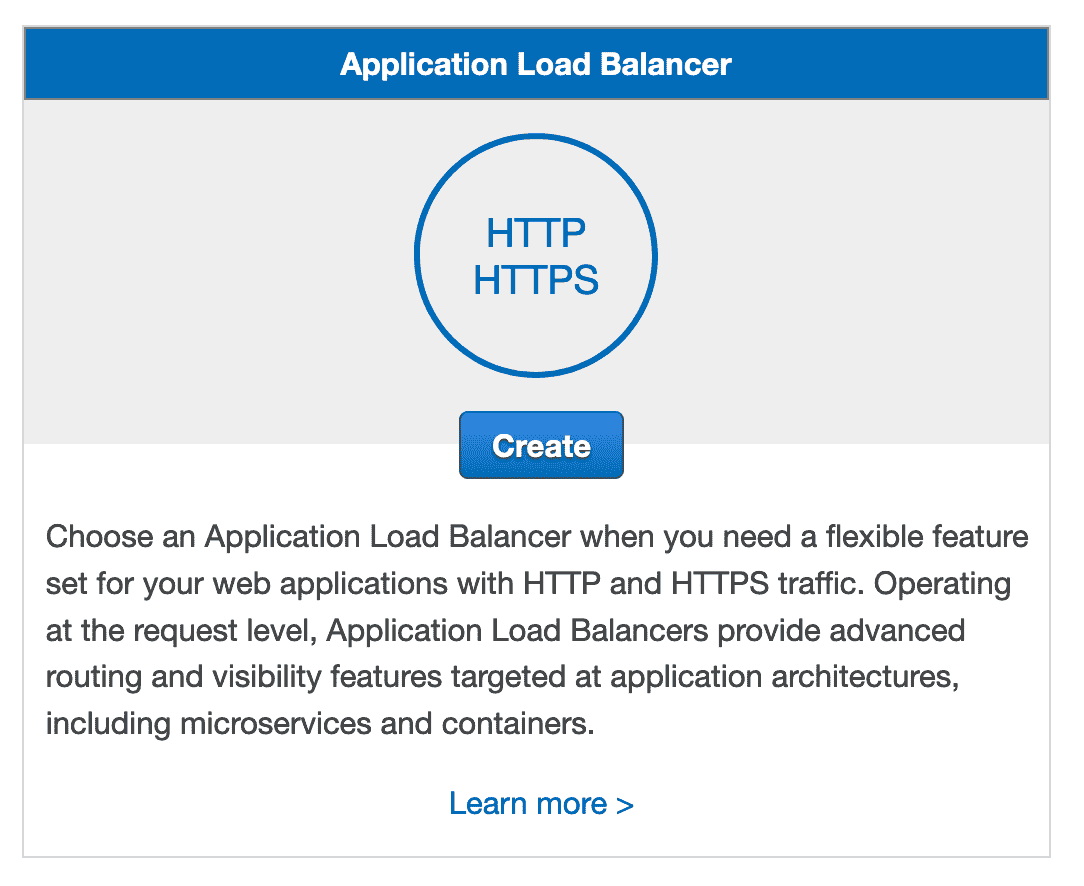 Application Load Balancer
HTTP
HTTPS
Create
Choose an Application Load Balancer when you need a flexible feature
set for your web applications with HTTP and HTTPS traffic. Operating
at the request level, Application Load Balancers provide advanced
routing and visibility features targeted at application architectures,
including microservices and containers.
Learn more >